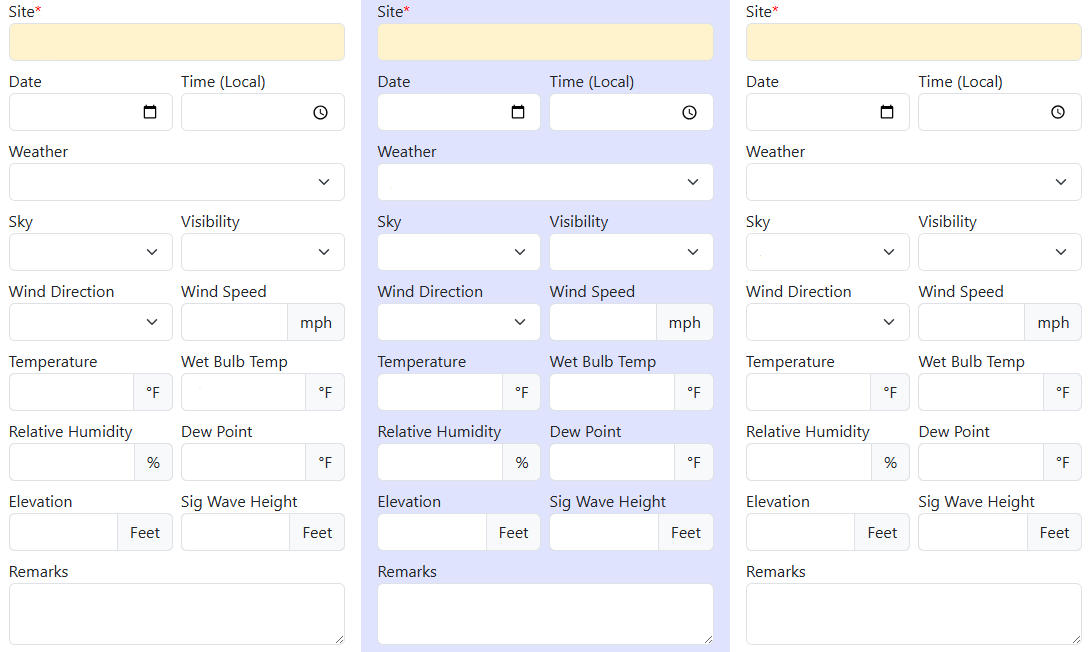 Site*
Date Time (Local)
Weather
Sky Visibility
Wind Direction Wind Speed
mph
Temperature Wet Bulb Temp
°F °F
Relative Humidity Dew Point
% °F
Elevation Sig Wave Height
Feet Feet
Remarks
Site*
Date Time (Local)
Weather
Sky Visibility
Wind Direction Wind Speed
mph
Temperature Wet Bulb Temp
°F °F
Relative Humidity Dew Point
% °F
Elevation Sig Wave Height
Feet Feet
Remarks
Site*
Date Time (Local)
Weather
Sky Visibility
Wind Direction Wind Speed
mph
Temperature Wet Bulb Temp
°F °F
Relative Humidity Dew Point
% °F
Elevation Sig Wave Height
Feet Feet
Remarks